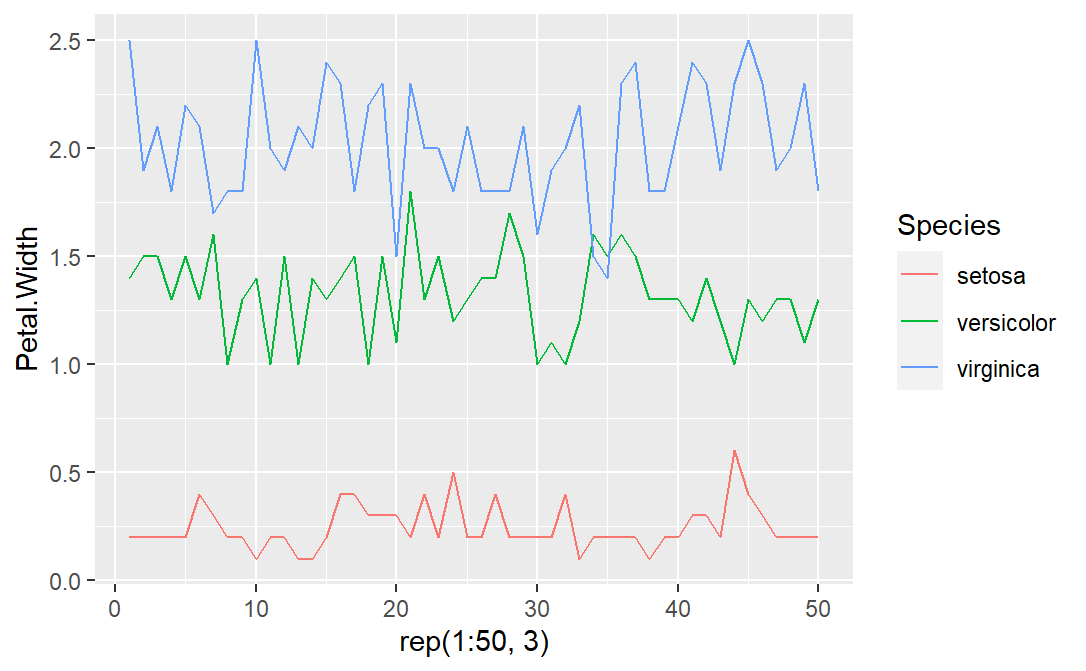 2.5
2.0
1.5
1.0
0.5
0.0
Petal.Width
0 10 20 30 40 50
rep(1:50, 3)
Species
setosa
versicolor
virginica